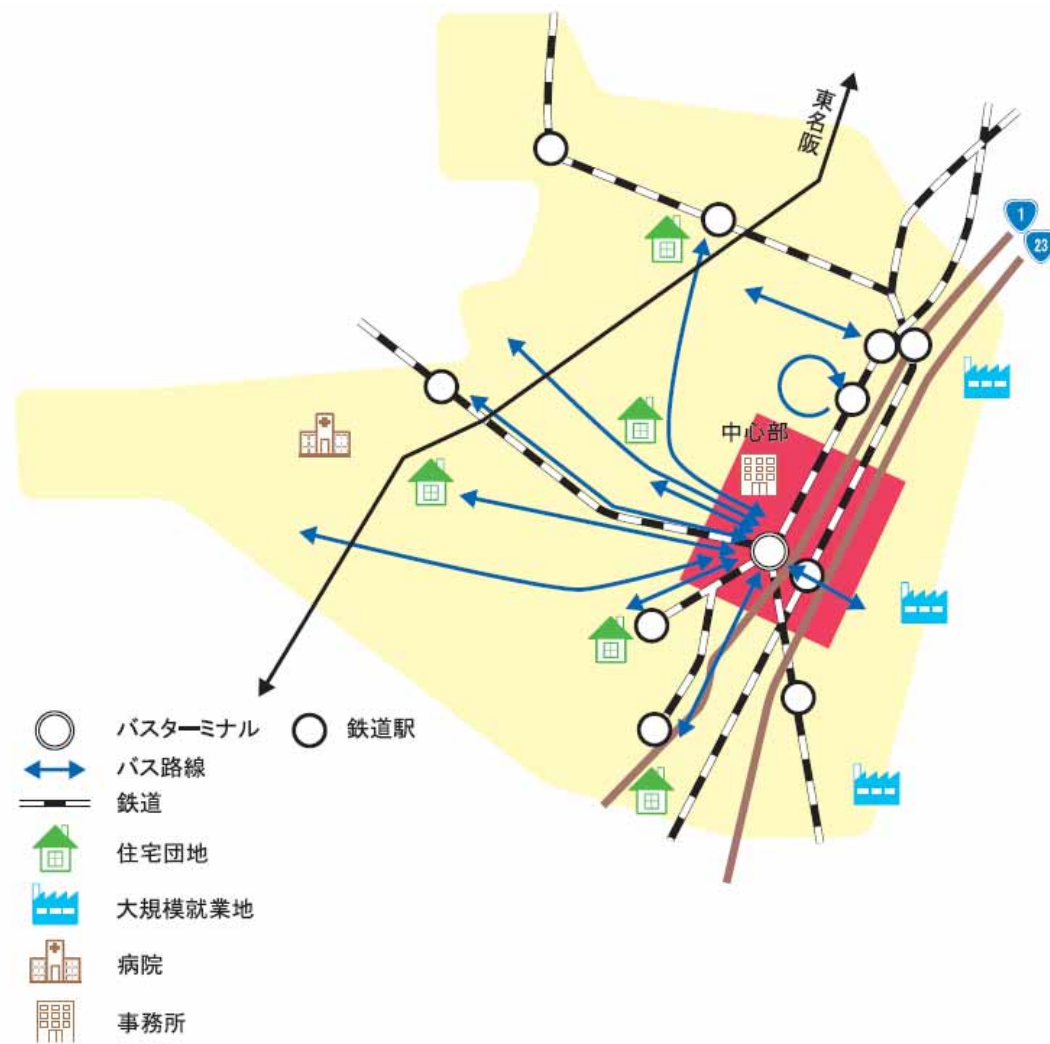 東名阪
1
23
中心部
バスターミナル
鉄道駅
バス路線
鉄道
住宅団地
大規模就業地
病院
事務所